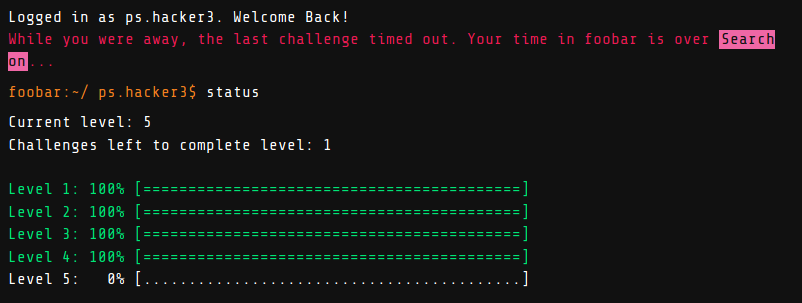 Logged in as ps.hacker3. Welcome Back!
While you were away, the last challenge timed out. Your time in foobar is over Search
on...
foobar:~/ ps.hacker3$ status
Current level: 5
Challenges left to complete level: 1
Level 1: 100% [==========================================]
Level 2: 100% [==========================================]
Level 3: 100% [==========================================]
Level 4: 100% [==========================================]
Level 5:   0% [..........................................]